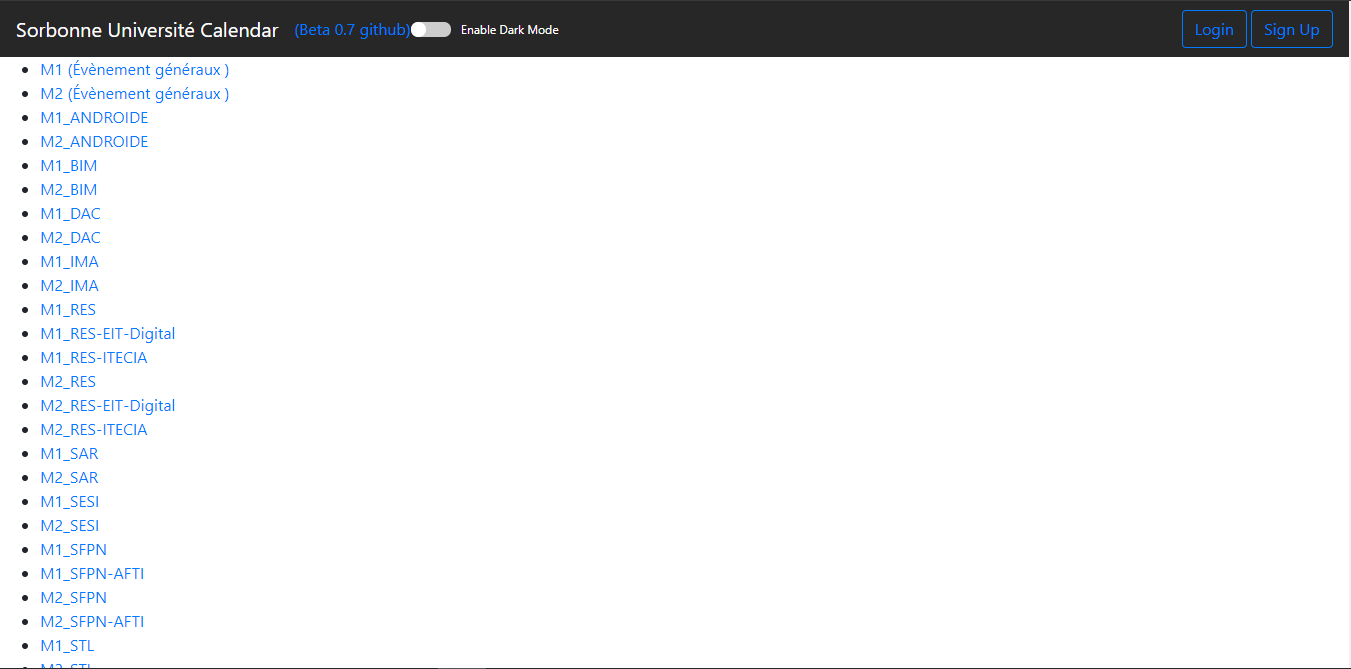 Sorbonne Université Calendar (Beta 0.7 github) Enable Dark Mode Login Sign Up
M1 (Évènement généraux )
M2 (Évènement généraux )
M1_ANDROIDE
M2_ANDROIDE
M1_BIM
M2_BIM
M1_DAC
M2_DAC
M1_IMA
M2_IMA
M1_RES
M1_RES-EIT-Digital
M1_RES-ITECIA
M2_RES
M2_RES-EIT-Digital
M2_RES-ITECIA
M1_SAR
M2_SAR
M1_SESI
M2_SESI
M1_SFPN
M1_SFPN-AFTI
M2_SFPN
M2_SFPN-AFTI
M1_STL
M2_STL